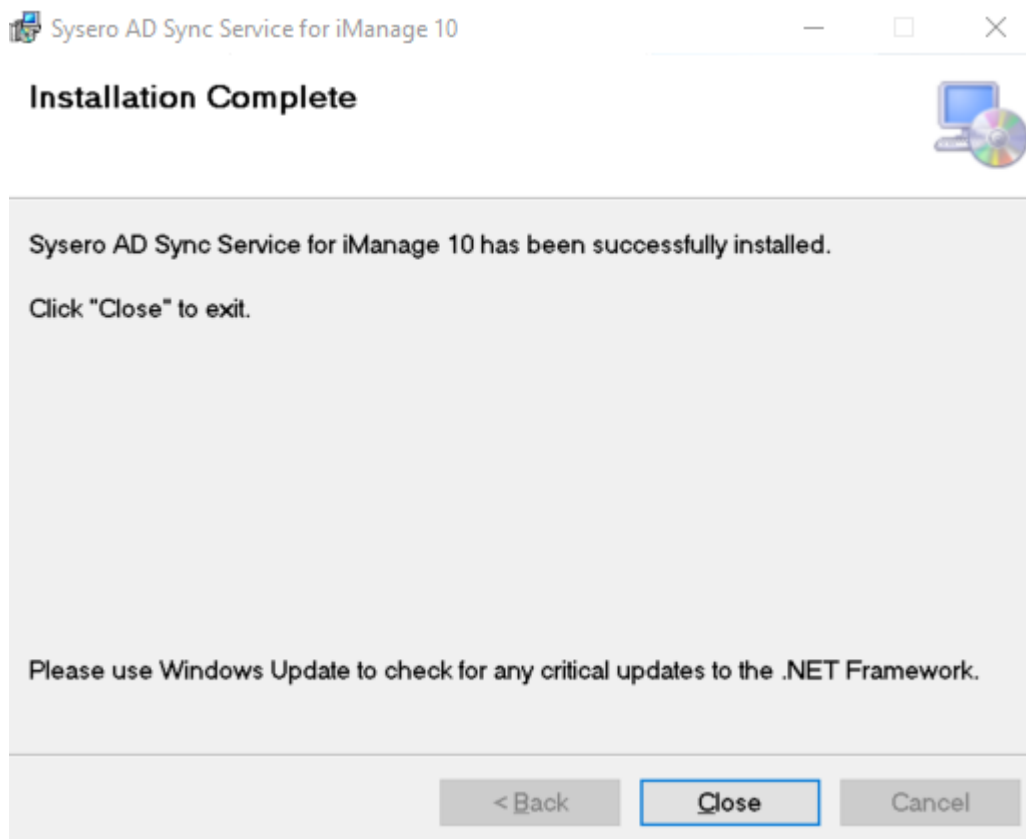 Sysero AD Sync Service for iManage 10
Installation Complete
Sysero AD Sync Service for iManage 10 has been successfully installed.
Click "Close" to exit.
Please use Windows Update to check for any critical updates to the .NET Framework.
< Back
Close
Cancel